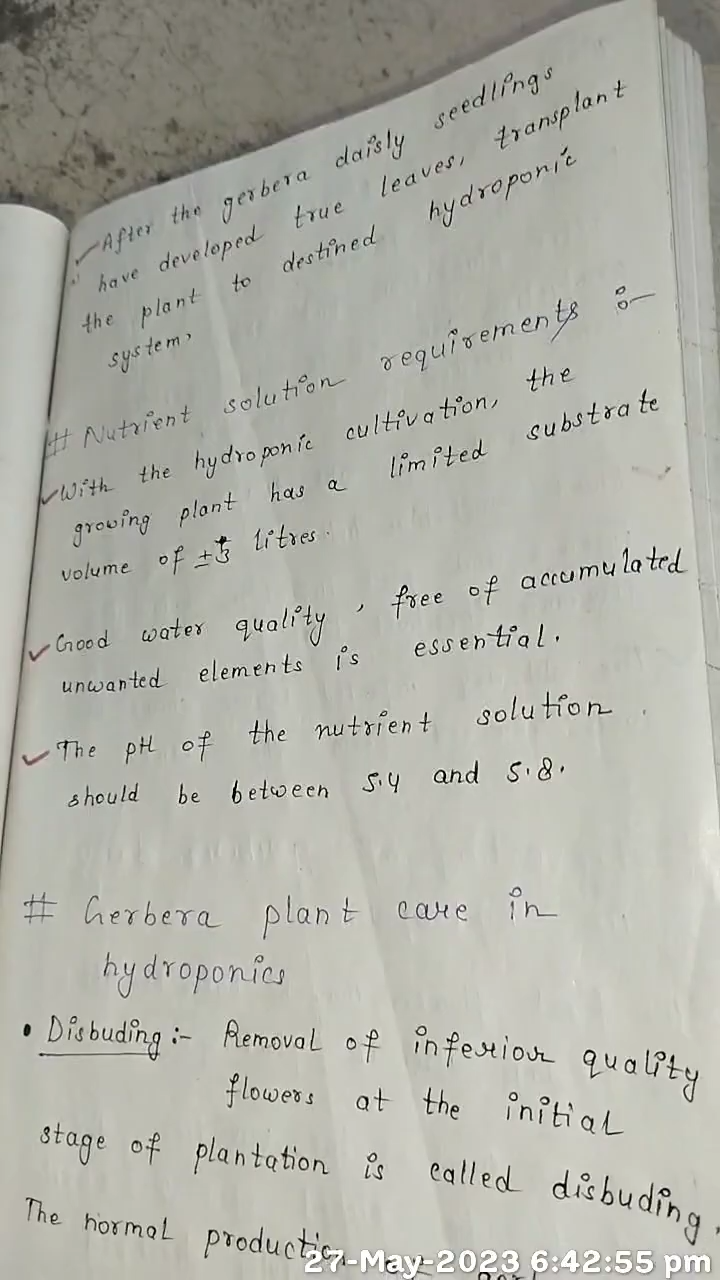 After the gerbera daisly seedlings
have developed true leaves, transplant
the plant to destined hydroponic
system,
# Nutrient solution requirements :-
With the hydroponic cultivation, the
growing plant has a limited substrate
volume of ± litres.
Good water quality, free of accumulated
unwanted elements is essential.
The pH of the nutrient solution
should be between 5.4 and 5.8.
# Gerbera plant care in
hydroponics
• Disbuding :- Removal of inferior quality
flowers at the initial
stage of plantation is called disbuding.
The normal production
27-May-2023 6:42:55 pm